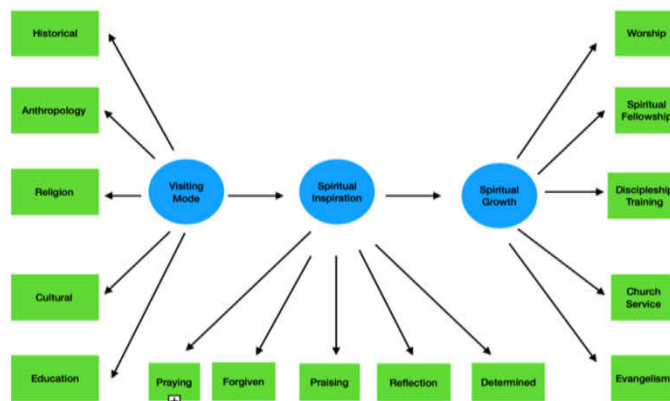 Historical
Worship
Anthropology
Spiritual
Fellowship
Religion
Visiting
Mode
Spiritual
Inspiration
Spiritual
Growth
Discipleship
Training
Cultural
Church
Service
Education
Praying
Forgiven
Praising
Reflection
Determined
Evangelism